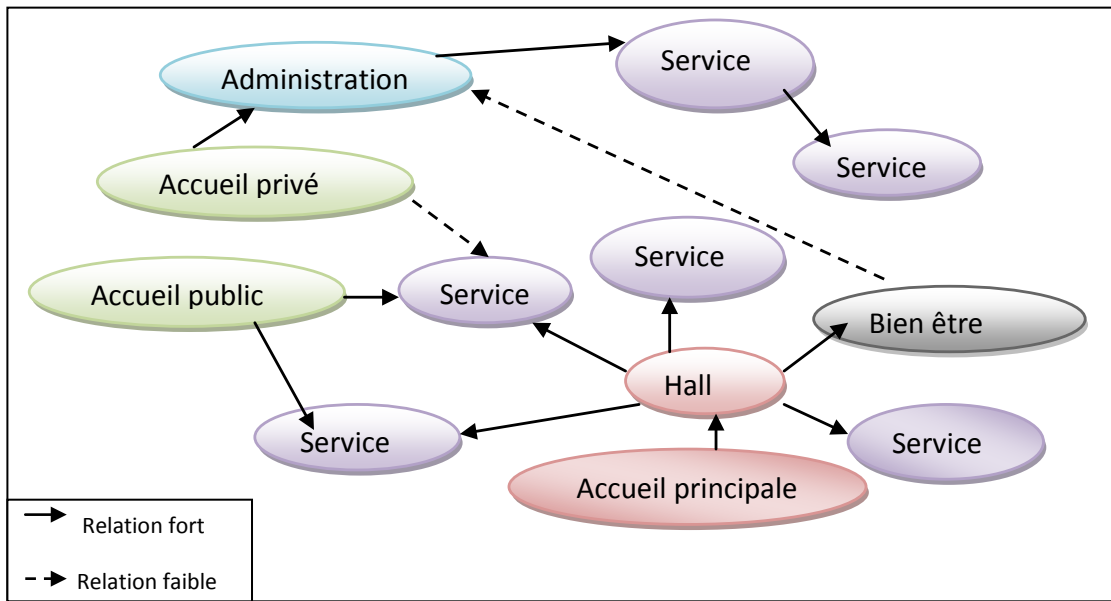 Service
Administration
Service
Accueil privé
Service
Accueil public
Service
Bien être
Hall
Service
Service
Accueil principale
Relation fort
Relation faible